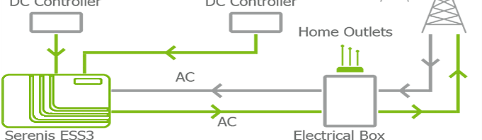 DC Controller
DC Controller
Home Outlets
AC
AC
Serenis ESS3
Electrical Box